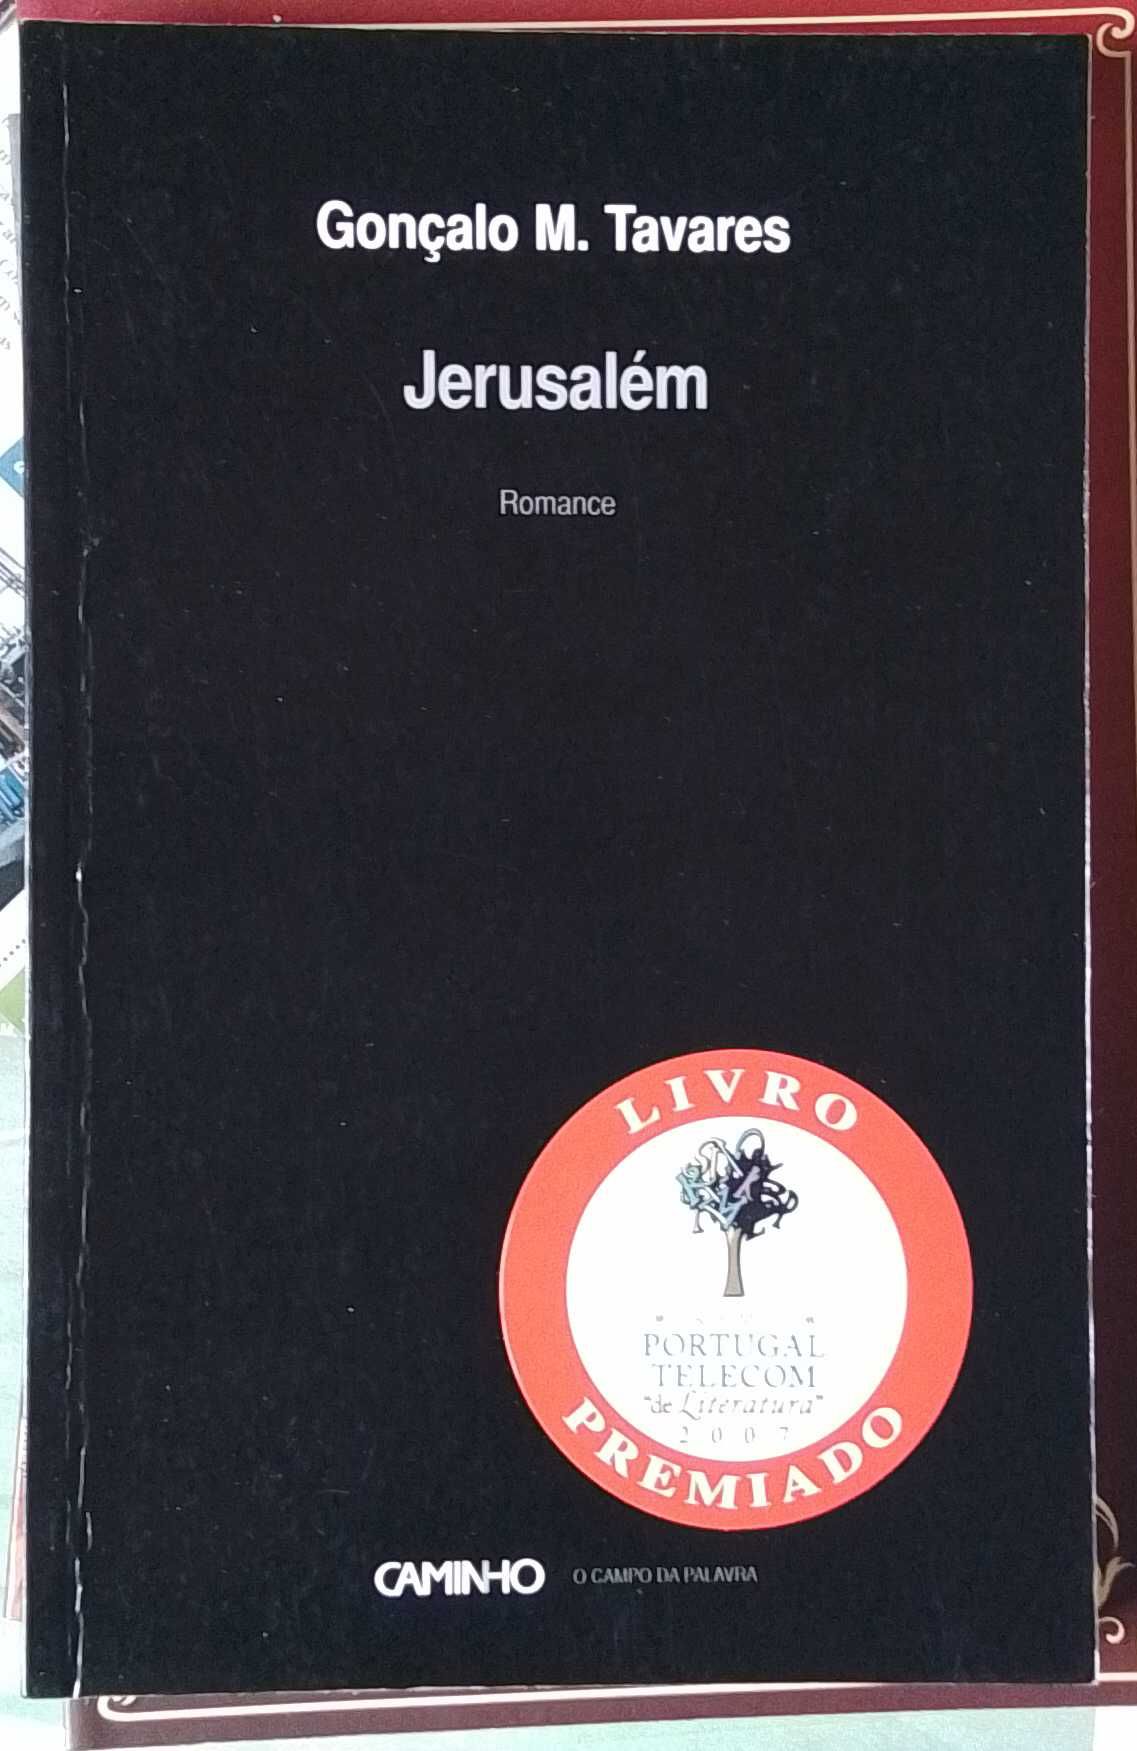 Gonçalo M. Tavares
Jerusalém
Romance
LIVRO
PORTUGAL
TELECOM
"de Literatura"
2007
PREMIADO
CAMINHO O CAMPO DA PALAVRA